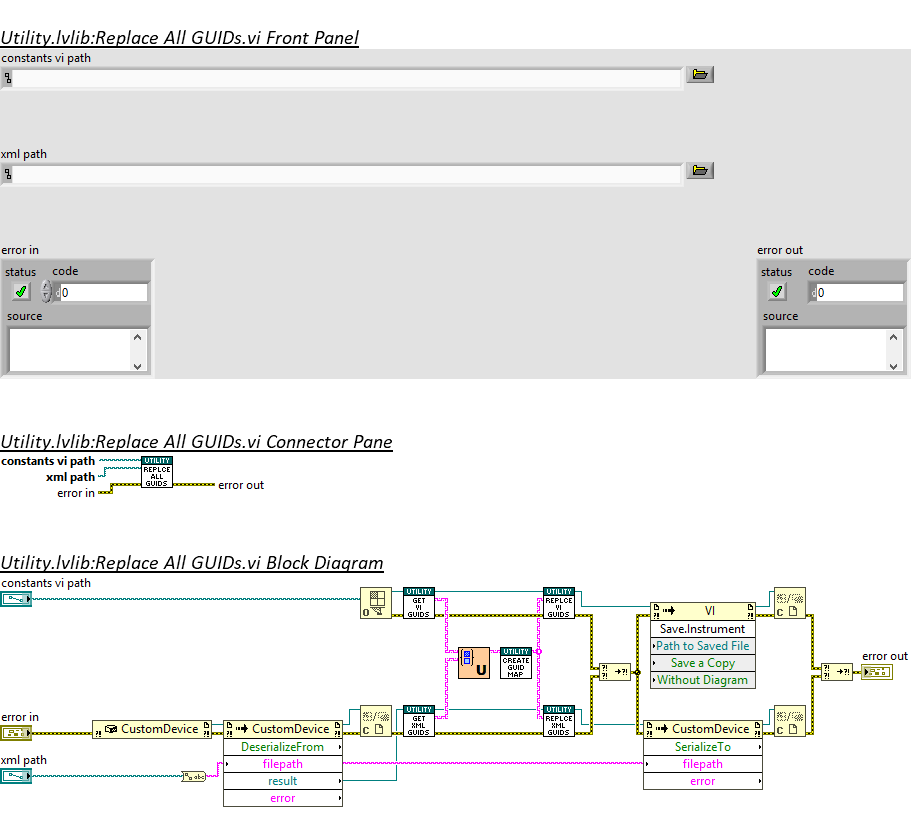 Utility.lvlib:Replace All GUIDs.vi Front Panel
constants vi path
xml path
error in
status code
0
source
error out
status code
0
source
Utility.lvlib:Replace All GUIDs.vi Connector Pane
constants vi path
xml path
error in
UTILITY
REPLCE
ALL
GUIDS
error out
Utility.lvlib:Replace All GUIDs.vi Block Diagram
constants vi path
UTILITY
GET
VI
GUIDS
UTILITY
REPLCE
VI
GUIDS
VI
Save.Instrument
Path to Saved File
Save a Copy
Without Diagram
U
UTILITY
CREATE
GUID
MAP
error out
error in
CustomDevice
CustomDevice
DeserializeFrom
filepath
result
error
UTILITY
GET
XML
GUIDS
UTILITY
REPLCE
XML
GUIDS
CustomDevice
SerializeTo
filepath
error
xml path
abc